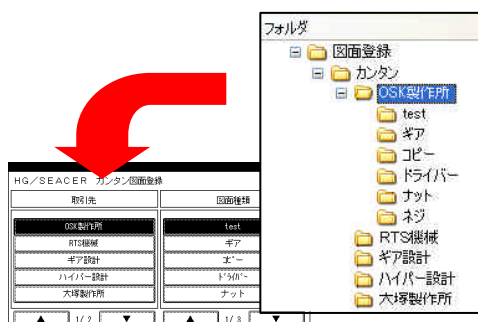 フォルダ
図面登録
カンタン
OSK製作所
test
ギア
コピー
ドライバー
ナット
ネジ
RTS機械
ギア設計
ハイパー設計
大塚製作所
HG/SEACER カンタン図面登録
取引先
図面種類
OSK製作所
test
RTS機械
ギア
ギア設計
コピー
ハイパー設計
ドライバー
大塚製作所
ナット
▲ 1/2 ▼
▲ 1/3 ▼